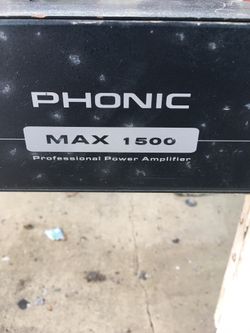 PHONIC
MAX 1500
Professional Power Amplifier